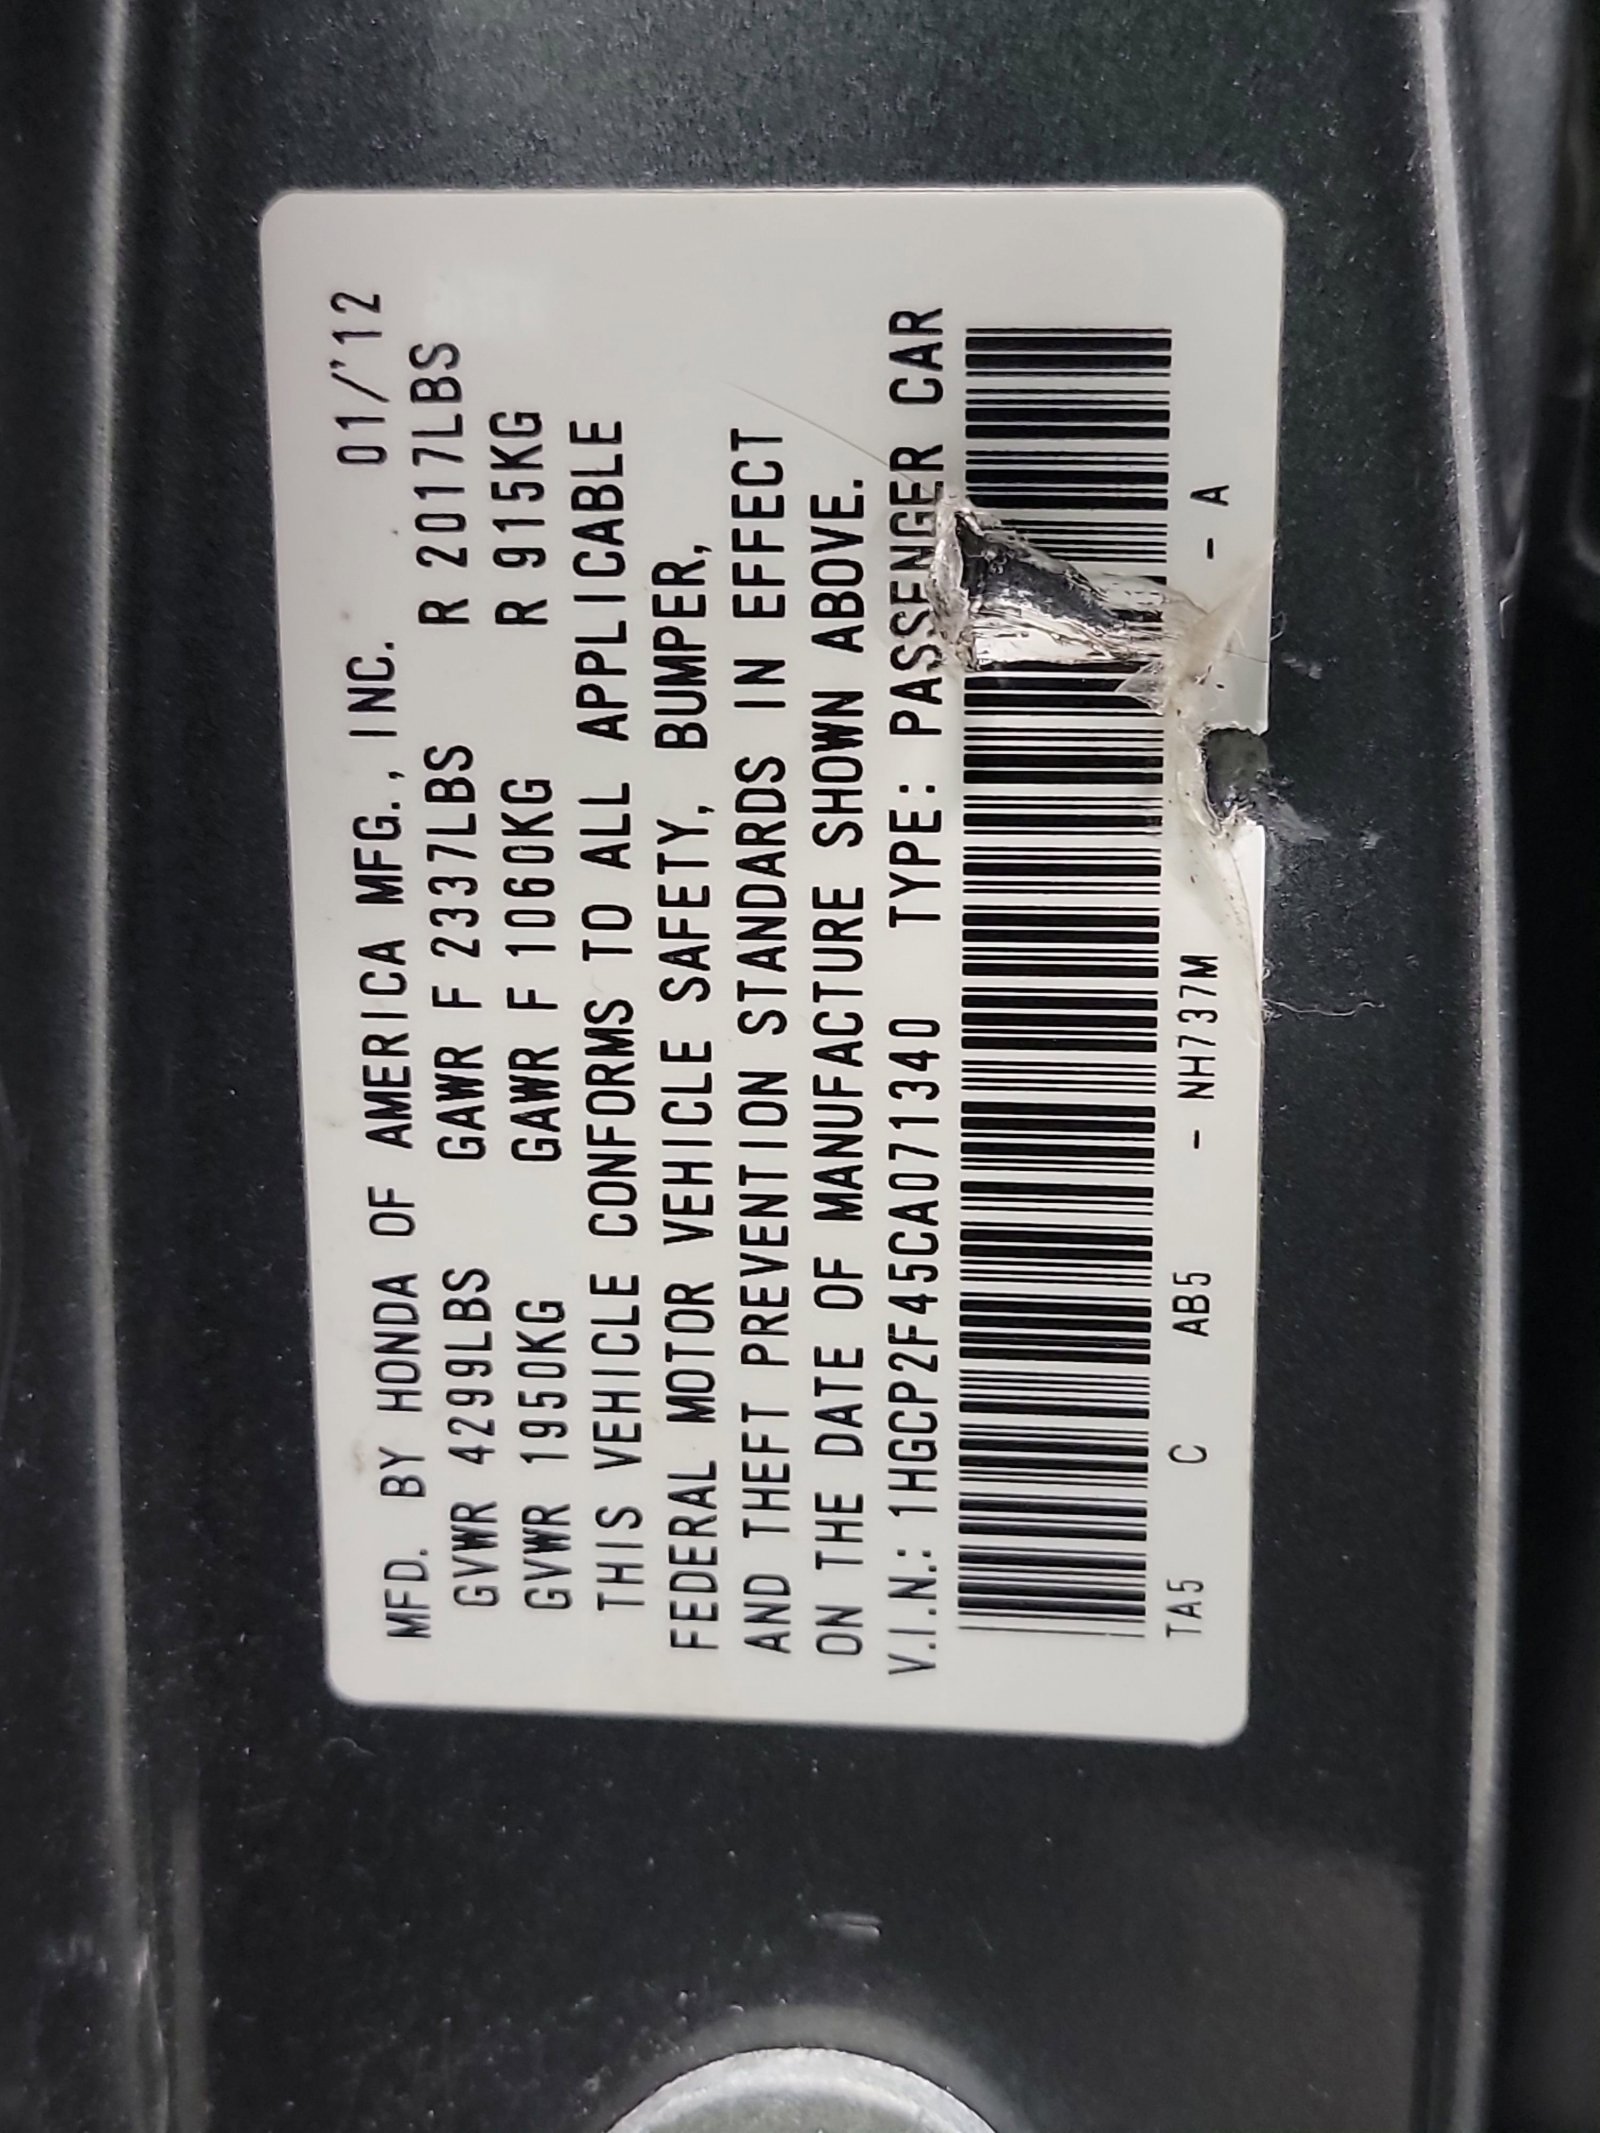 MFD. BY HONDA OF AMERICA MFG., INC. 01/'12
GVWR 4299LBS GAWR F 2337LBS R 2017LBS
GVWR 1950KG GAWR F 1060KG R 915KG
THIS VEHICLE CONFORMS TO ALL APPLICABLE
FEDERAL MOTOR VEHICLE SAFETY, BUMPER,
AND THEFT PREVENTION STANDARDS IN EFFECT
ON THE DATE OF MANUFACTURE SHOWN ABOVE.
V.I.N.: 1HGCP2F45CA071340 TYPE: PASSENGER CAR
TA5 C AB5 - NH737M - A